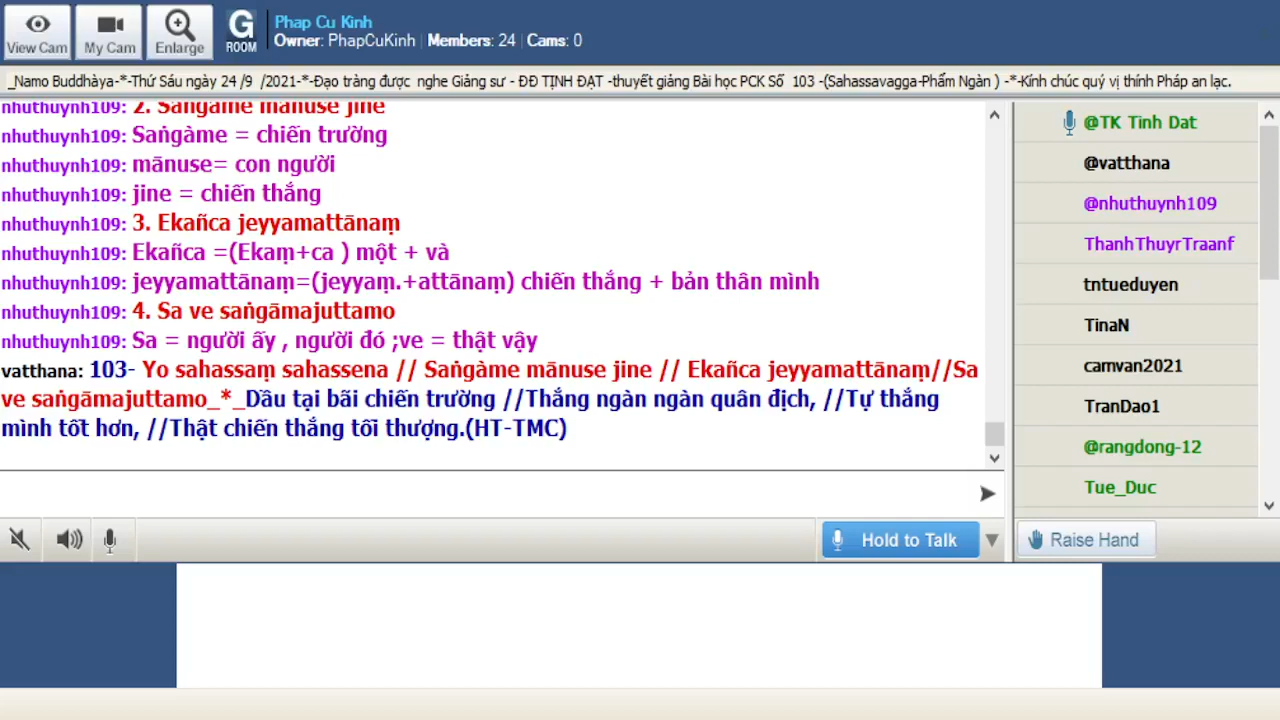 View Cam
My Cam
Enlarge
G
ROOM
Phap Cu Kinh
Owner: PhapCuKinh | Members: 24 | Cams: 0
_Namo Buddhàya-*-Thứ Sáu ngày 24 /9 /2021-*-Đạo tràng được nghe Giảng sư - ĐĐ TỊNH ĐẠT -thuyết giảng Bài học PCK Số 103 -(Sahassavagga-Phẩm Ngàn ) -*-Kính chúc quý vị thính Pháp an lạc.
nhuthuynh109: 2. Saṅgàme mānuse jine
nhuthuynh109: Saṅgàme = chiến trường
nhuthuynh109: mānuse= con người
nhuthuynh109: jine = chiến thắng
nhuthuynh109: 3. Ekañca jeyyamattānaṃ
nhuthuynh109: Ekañca =(Ekaṃ+ca ) một + và
nhuthuynh109: jeyyamattānaṃ=(jeyyaṃ.+attānaṃ) chiến thắng + bản thân mình
nhuthuynh109: 4. Sa ve saṅgāmajuttamo
nhuthuynh109: Sa = người ấy , người đó ;ve = thật vậy
vatthana: 103- Yo sahassaṃ sahassena // Saṅgàme mānuse jine // Ekañca jeyyamattānaṃ//Sa
ve saṅgāmajuttamo_*_Dầu tại bãi chiến trường //Thắng ngàn ngàn quân địch, //Tự thắng
mình tốt hơn, //Thật chiến thắng tối thượng.(HT-TMC)
@TK Tinh Dat
@vatthana
@nhuthuynh109
ThanhThuyrTraanf
tntueduyen
TinaN
camvan2021
TranDao1
@rangdong-12
Tue_Duc
Hold to Talk
Raise Hand